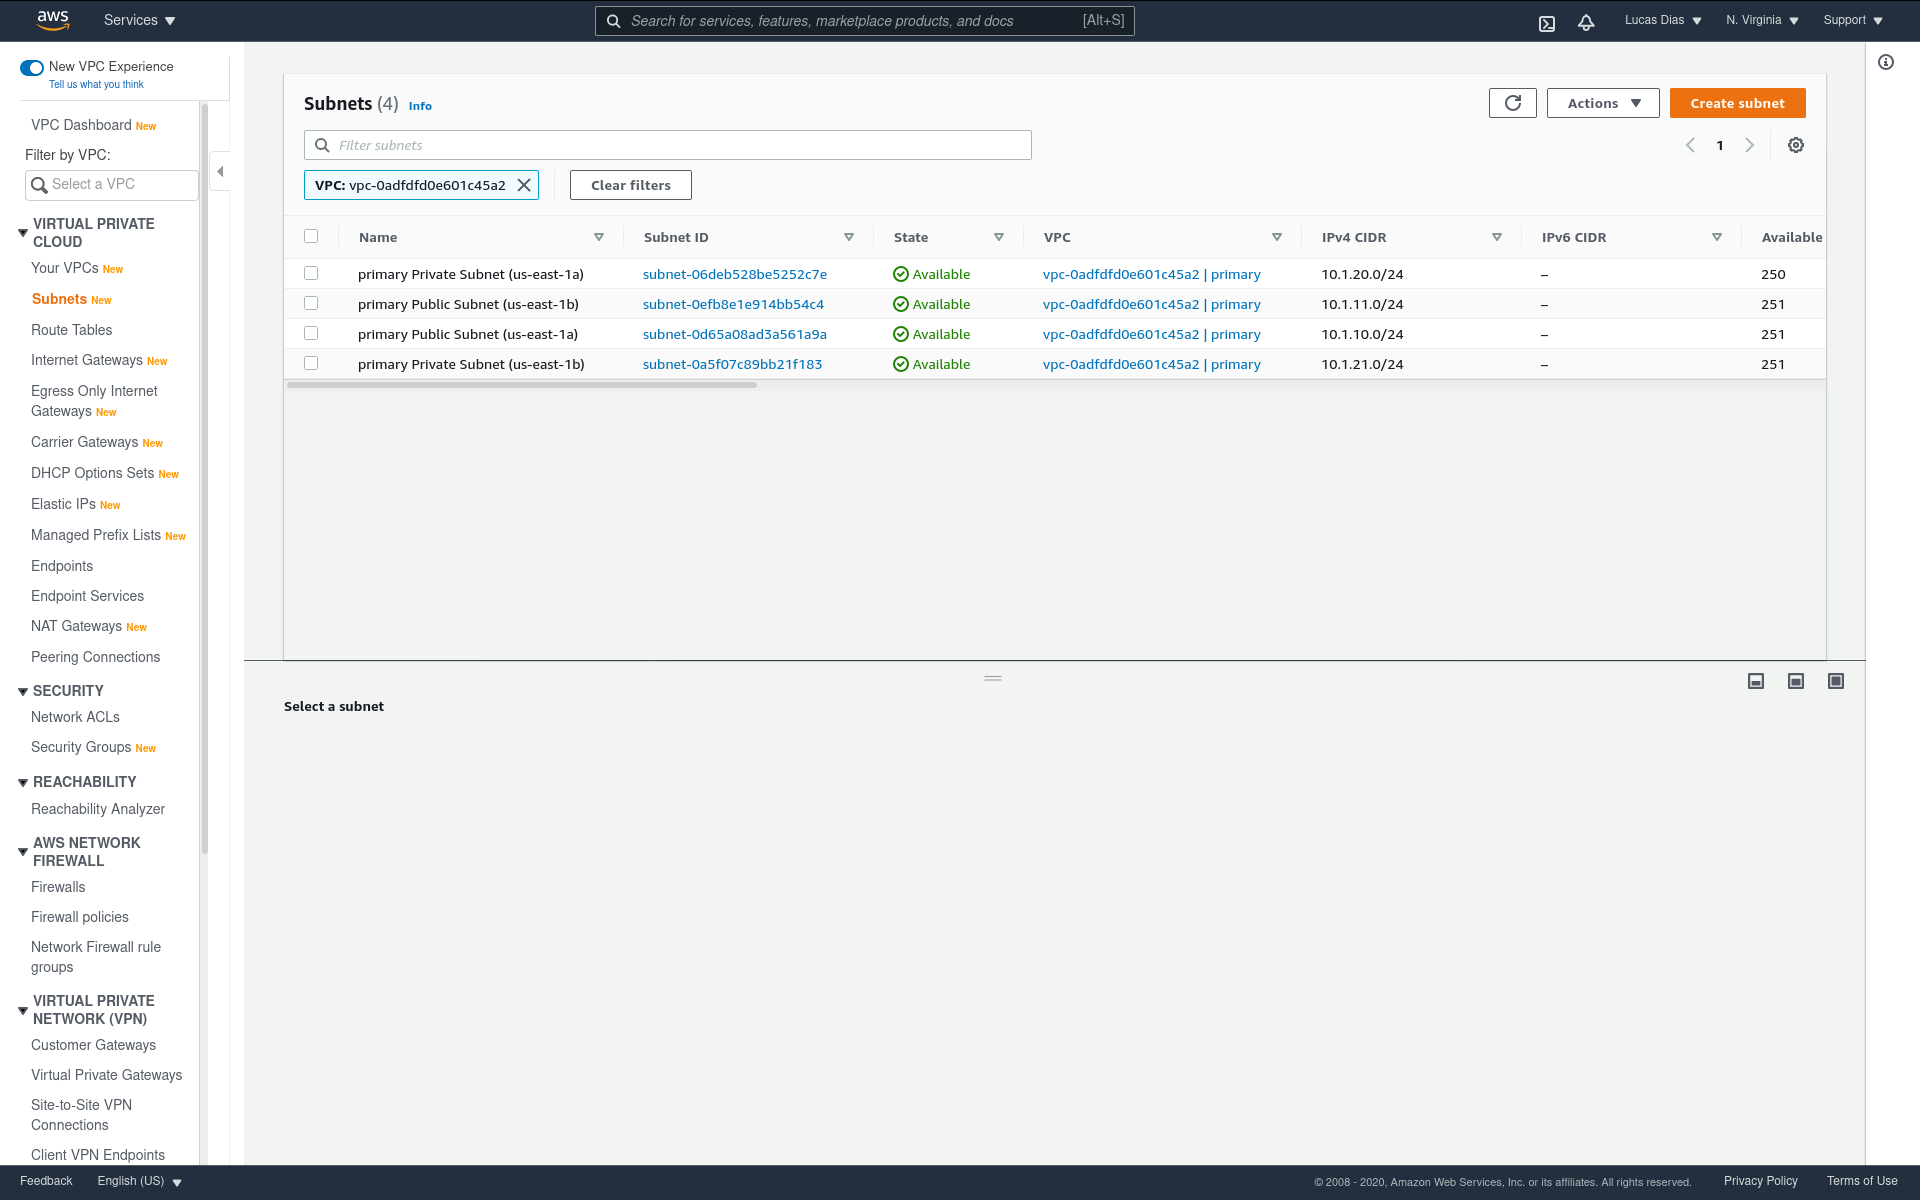 aws
Services
Search for services, features, marketplace products, and docs
[Alt+S]
Lucas Dias
N. Virginia
Support
New VPC Experience
Tell us what you think
VPC Dashboard New
Filter by VPC:
Select a VPC
VIRTUAL PRIVATE
CLOUD
Your VPCs New
Subnets New
Route Tables
Internet Gateways New
Egress Only Internet
Gateways New
Carrier Gateways New
DHCP Options Sets New
Elastic IPs New
Managed Prefix Lists New
Endpoints
Endpoint Services
NAT Gateways New
Peering Connections
SECURITY
Network ACLs
Security Groups New
REACHABILITY
Reachability Analyzer
AWS NETWORK
FIREWALL
Firewalls
Firewall policies
Network Firewall rule
groups
VIRTUAL PRIVATE
NETWORK (VPN)
Customer Gateways
Virtual Private Gateways
Site-to-Site VPN
Connections
Client VPN Endpoints
Subnets (4) Info
Actions
Create subnet
Filter subnets
1
VPC: vpc-0adfdfd0e601c45a2
Clear filters
Name Subnet ID State VPC IPv4 CIDR IPv6 CIDR Available
primary Private Subnet (us-east-1a) subnet-06deb528be5252c7e Available vpc-0adfdfd0e601c45a2 | primary 10.1.20.0/24 – 250
primary Public Subnet (us-east-1b) subnet-0efb8e1e914bb54c4 Available vpc-0adfdfd0e601c45a2 | primary 10.1.11.0/24 – 251
primary Public Subnet (us-east-1a) subnet-0d65a08ad3a561a9a Available vpc-0adfdfd0e601c45a2 | primary 10.1.10.0/24 – 251
primary Private Subnet (us-east-1b) subnet-0a5f07c89bb21f183 Available vpc-0adfdfd0e601c45a2 | primary 10.1.21.0/24 – 251
Select a subnet
Feedback
English (US)
© 2008 - 2020, Amazon Web Services, Inc. or its affiliates. All rights reserved.
Privacy Policy
Terms of Use